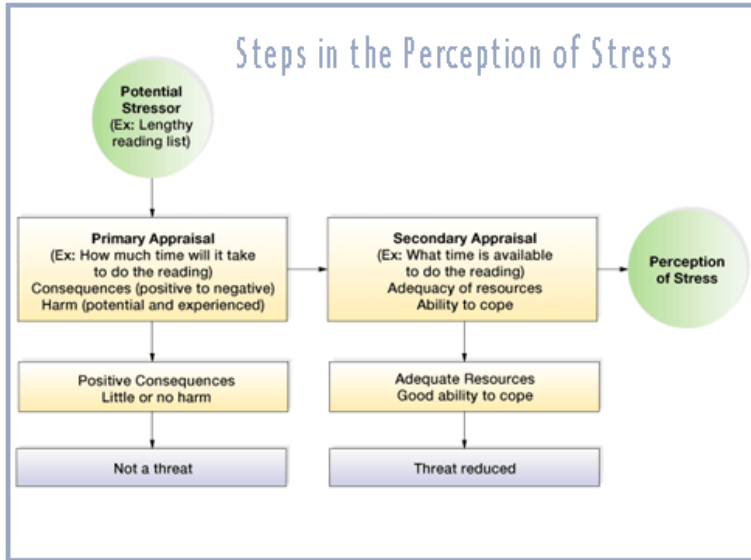 Steps in the Perception of Stress
Potential
Stressor
(Ex: Lengthy
reading list)
Primary Appraisal
(Ex: How much time will it take
to do the reading)
Consequences (positive to negative)
Harm (potential and experienced)
Secondary Appraisal
(Ex: What time is available
to do the reading)
Adequacy of resources
Ability to cope
Perception
of Stress
Positive Consequences
Little or no harm
Adequate Resources
Good ability to cope
Not a threat
Threat reduced